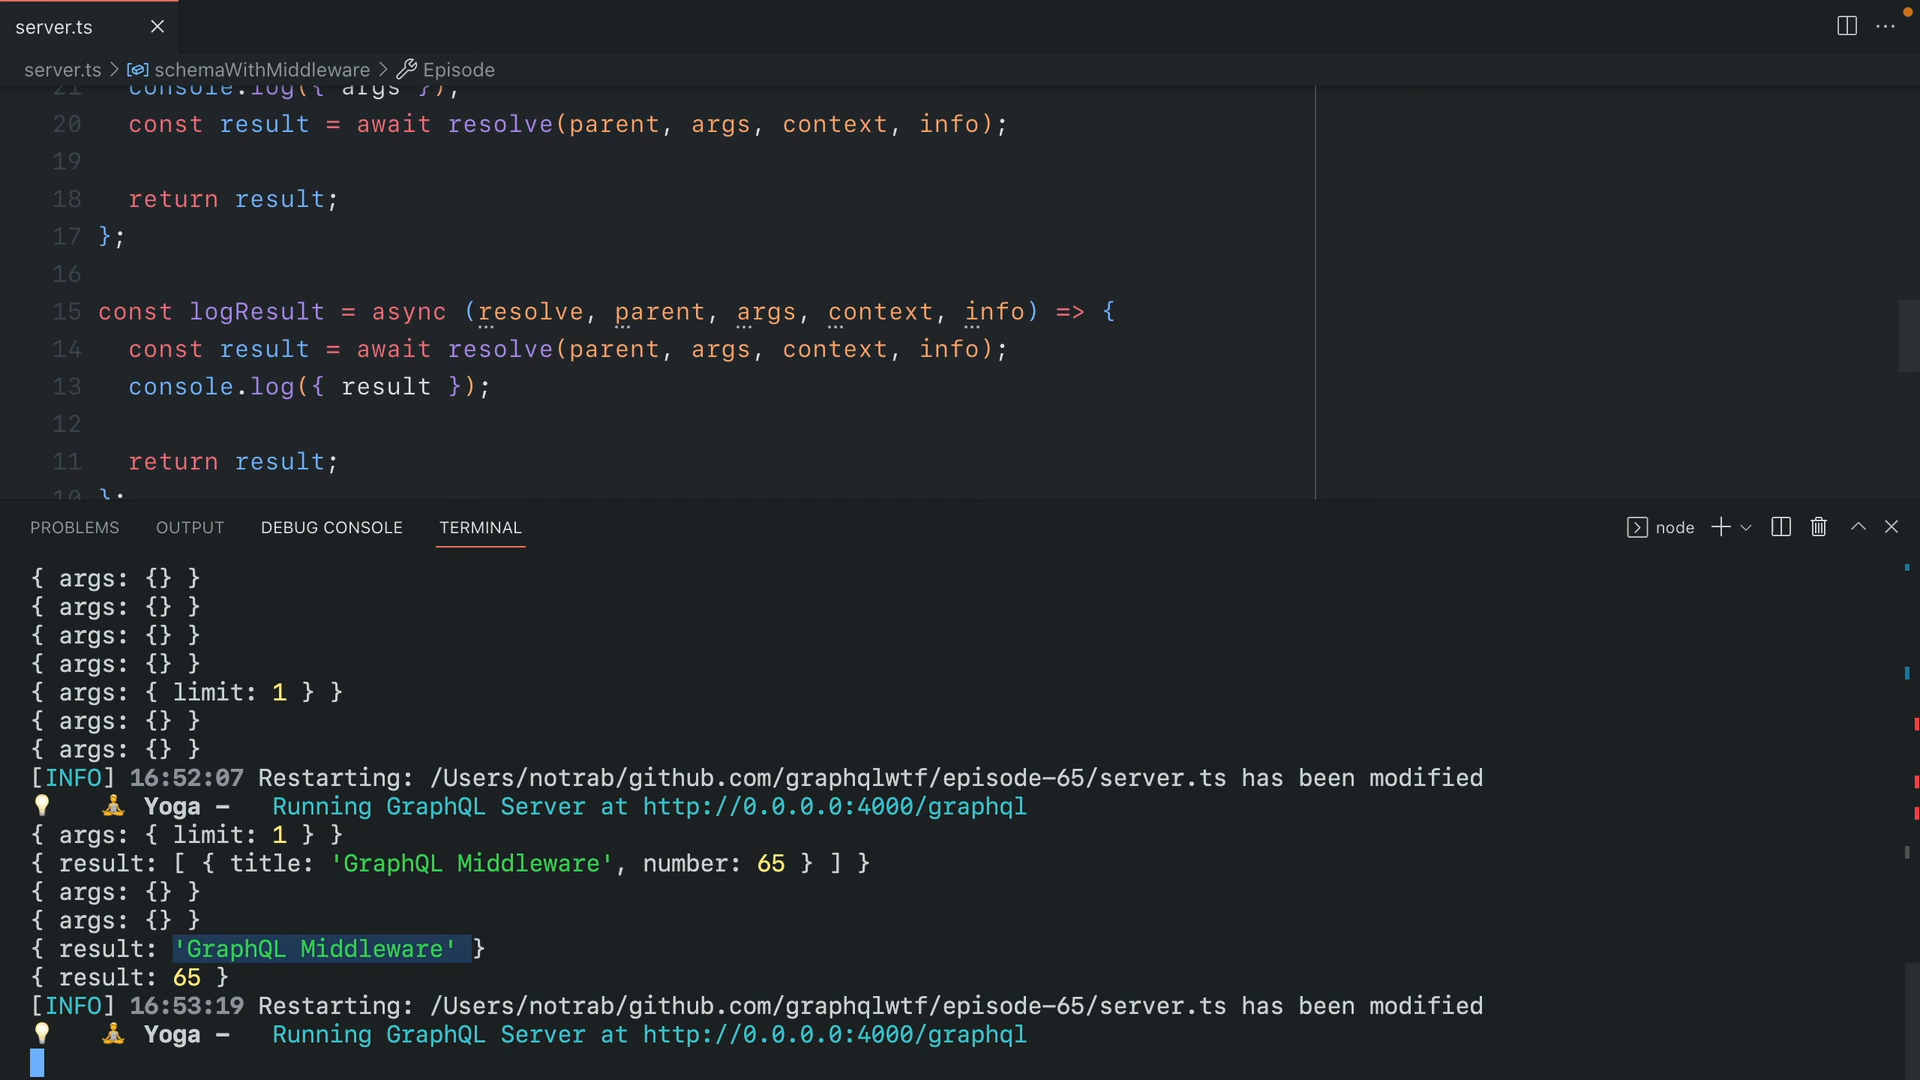 server.ts
server.ts > schemaWithMiddleware > Episode
21 console.log({ args });
20 const result = await resolve(parent, args, context, info);
19
18 return result;
17 };
16
15 const logResult = async (resolve, parent, args, context, info) => {
14 const result = await resolve(parent, args, context, info);
13 console.log({ result });
12
11 return result;
10 };
PROBLEMS OUTPUT DEBUG CONSOLE TERMINAL node
{ args: {} }
{ args: {} }
{ args: {} }
{ args: {} }
{ args: { limit: 1 } }
{ args: {} }
{ args: {} }
[INFO] 16:52:07 Restarting: /Users/notrab/github.com/graphqlwtf/episode-65/server.ts has been modified
💡 🧘 Yoga - Running GraphQL Server at http://0.0.0.0:4000/graphql
{ args: { limit: 1 } }
{ result: [ { title: 'GraphQL Middleware', number: 65 } ] }
{ args: {} }
{ args: {} }
{ result: 'GraphQL Middleware' }
{ result: 65 }
[INFO] 16:53:19 Restarting: /Users/notrab/github.com/graphqlwtf/episode-65/server.ts has been modified
💡 🧘 Yoga - Running GraphQL Server at http://0.0.0.0:4000/graphql